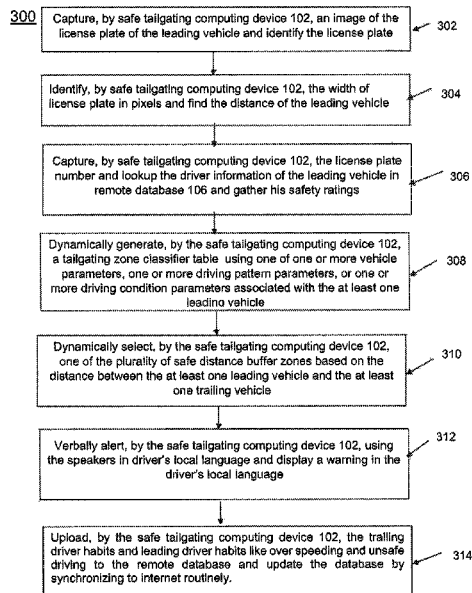 300
Capture, by safe tailgating computing device 102, an image of the
license plate of the leading vehicle and identify the license plate
302
Identify, by safe tailgating computing device 102, the width of
license plate in pixels and find the distance of the leading vehicle
304
Capture, by safe tailgating computing device 102, the license plate
number and lookup the driver information of the leading vehicle in
remote database 106 and gather his safety ratings
306
Dynamically generate, by the safe tailgating computing device 102,
a tailgating zone classifier table using one of one or more vehicle
parameters, one or more driving pattern parameters, or one or
more driving condition parameters associated with the at least one
leading vehicle
308
Dynamically select, by the safe tailgating computing device 102,
one of the plurality of safe distance buffer zones based on the
distance between the at least one leading vehicle and the at least
one trailing vehicle
310
Verbally alert, by the safe tailgating computing device 102, using
the speakers in driver's local language and display a warning in the
driver's local language
312
Upload, by the safe tailgating computing device 102, the trailing
driver habits and leading driver habits like over speeding and unsafe
driving to the remote database and update the database by
synchronizing to internet routinely.
314